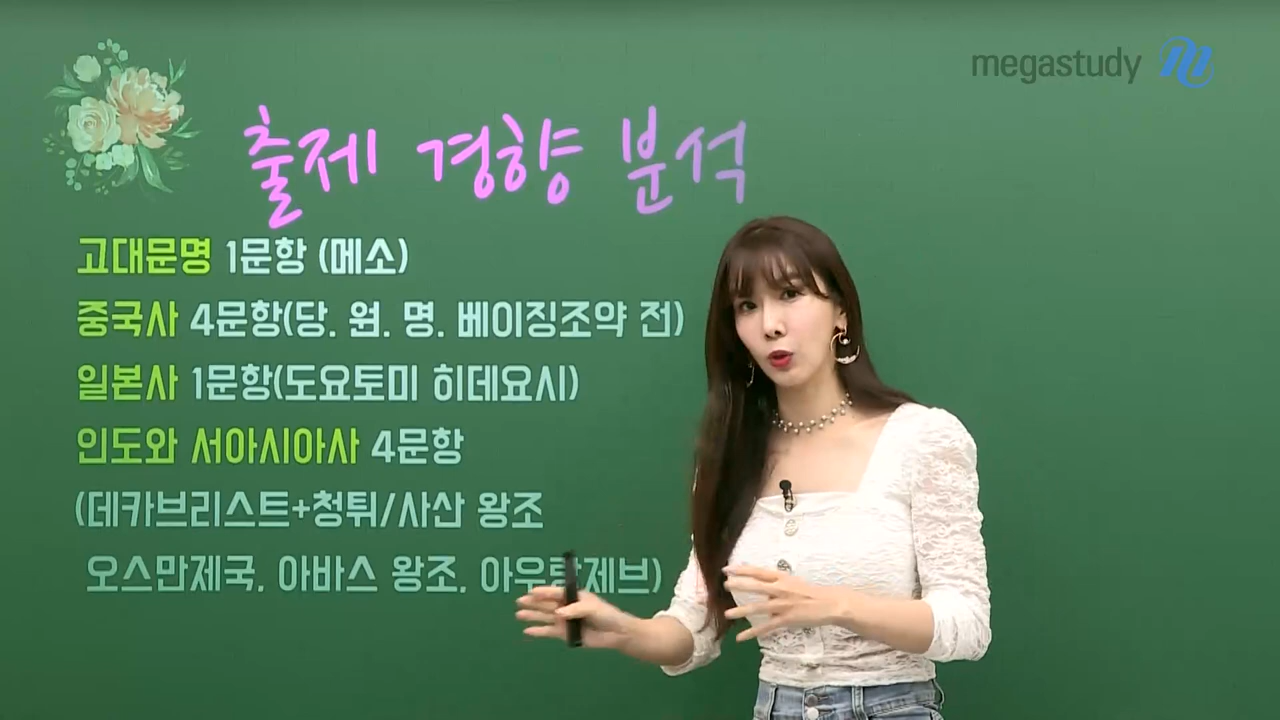 megastudy
출제 경향 분석
고대문명 1문항 (메소)
중국사 4문항(당. 원. 명. 베이징조약 전)
일본사 1문항(도요토미 히데요시)
인도와 서아시아사 4문항
(데카브리스트+청튀/사산 왕조
오스만제국, 아바스 왕조, 아우랑제브)